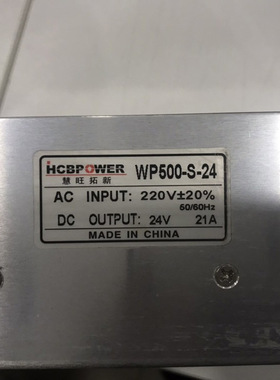 HCBPOWER WP500-S-24
慧旺拓新
AC INPUT: 220V±20%
50/60Hz
DC OUTPUT: 24V 21A
MADE IN CHINA